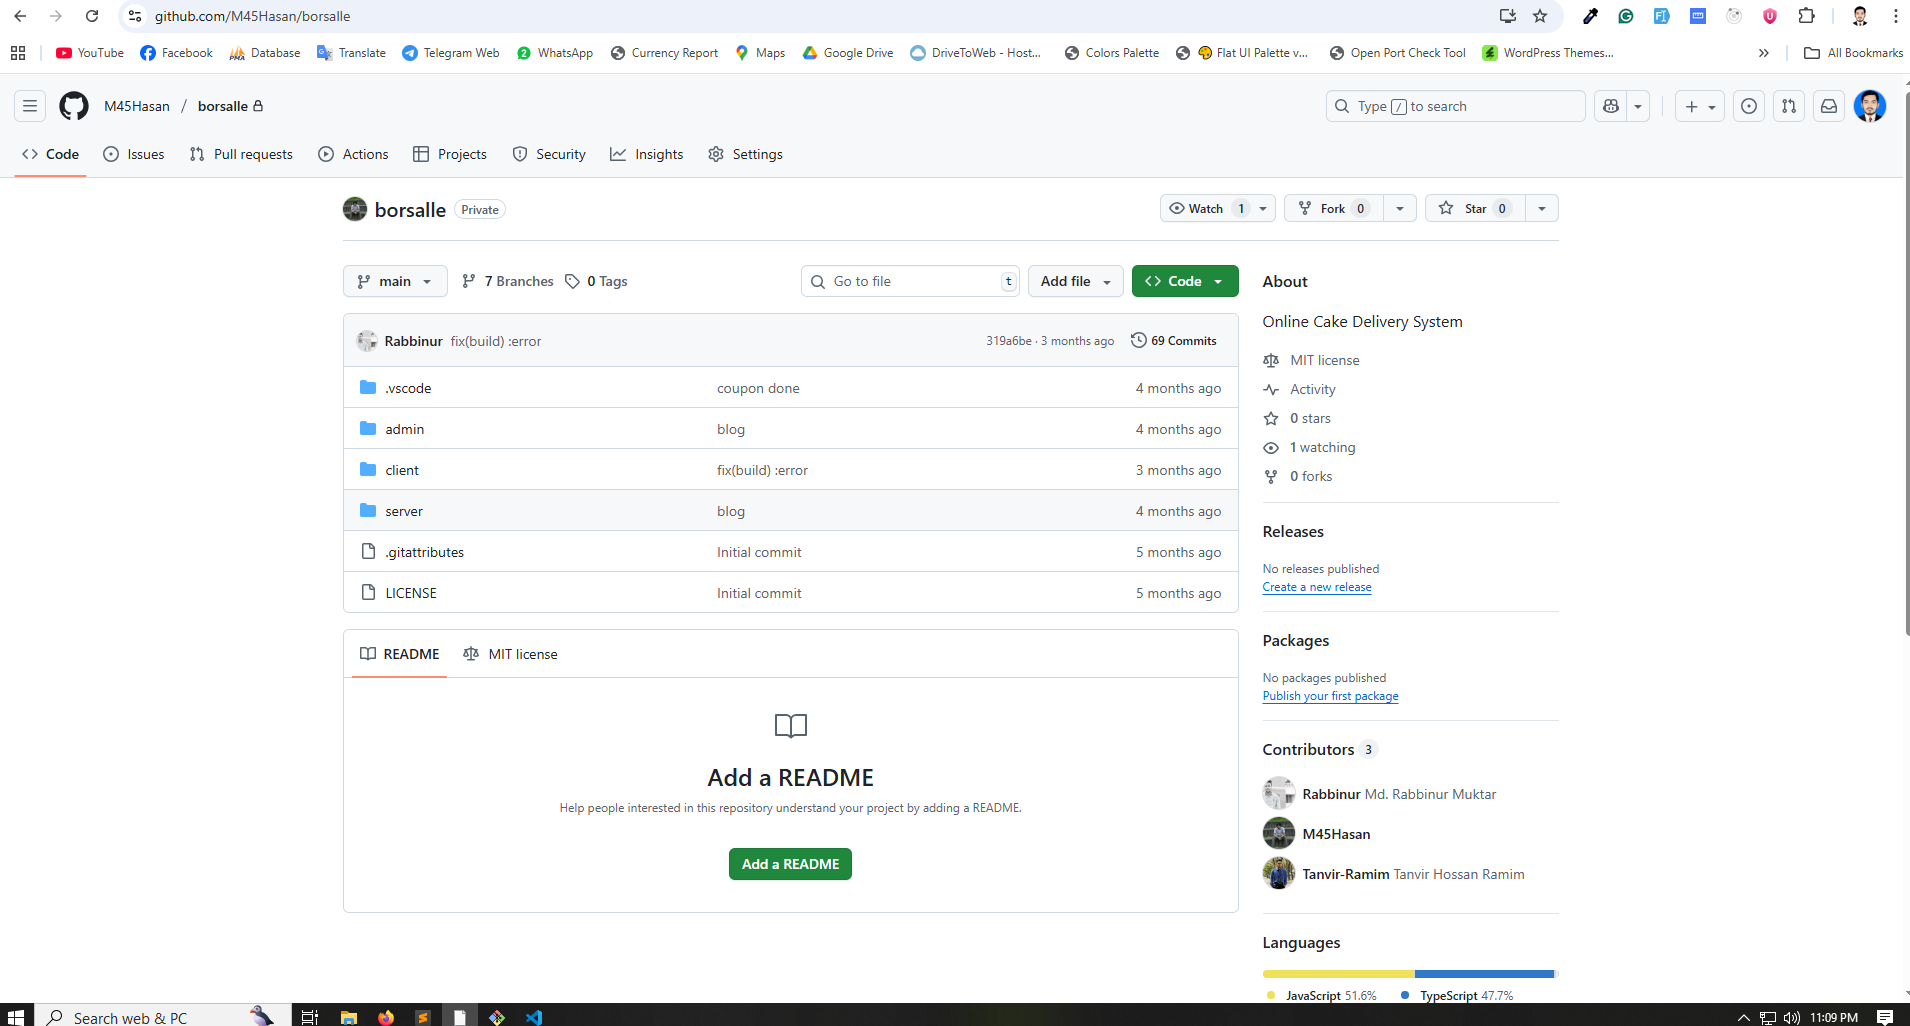 github.com/M45Hasan/borsalle
YouTube Facebook Database Translate Telegram Web WhatsApp Currency Report Maps Google Drive DriveToWeb - Host... Colors Palette Flat UI Palette v... Open Port Check Tool WordPress Themes... All Bookmarks
M45Hasan / borsalle Type / to search
Code Issues Pull requests Actions Projects Security Insights Settings
borsalle Private Watch 1 Fork 0 Star 0
main 7 Branches 0 Tags Go to file t Add file Code
Rabbinur fix(build) :error 319a6be · 3 months ago 69 Commits
.vscode coupon done 4 months ago
admin blog 4 months ago
client fix(build) :error 3 months ago
server blog 4 months ago
.gitattributes Initial commit 5 months ago
LICENSE Initial commit 5 months ago
README MIT license
Add a README
Help people interested in this repository understand your project by adding a README.
Add a README
About
Online Cake Delivery System
MIT license
Activity
0 stars
1 watching
0 forks
Releases
No releases published
Create a new release
Packages
No packages published
Publish your first package
Contributors 3
Rabbinur Md. Rabbinur Muktar
M45Hasan
Tanvir-Ramim Tanvir Hossan Ramim
Languages
JavaScript 51.6% TypeScript 47.7%
Search web & PC 11:09 PM